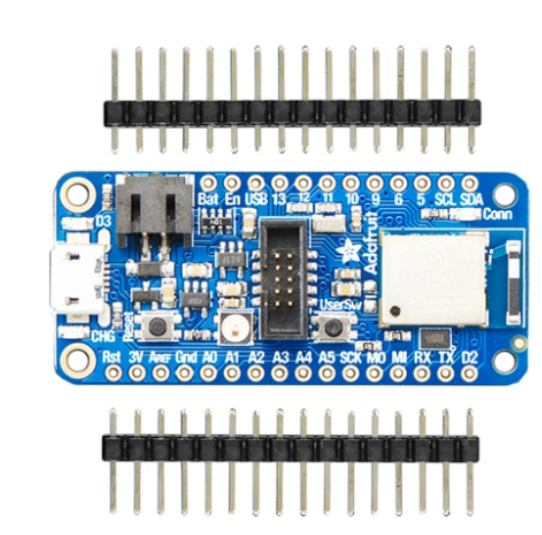 Bat En USB 13 12 11 10 9 6 5 SCL SDA
D3
Conn
Adafruit
Reset
UserSw
CHG
Rst 3V AREF Gnd A0 A1 A2 A3 A4 A5 SCK MO MI RX TX D2